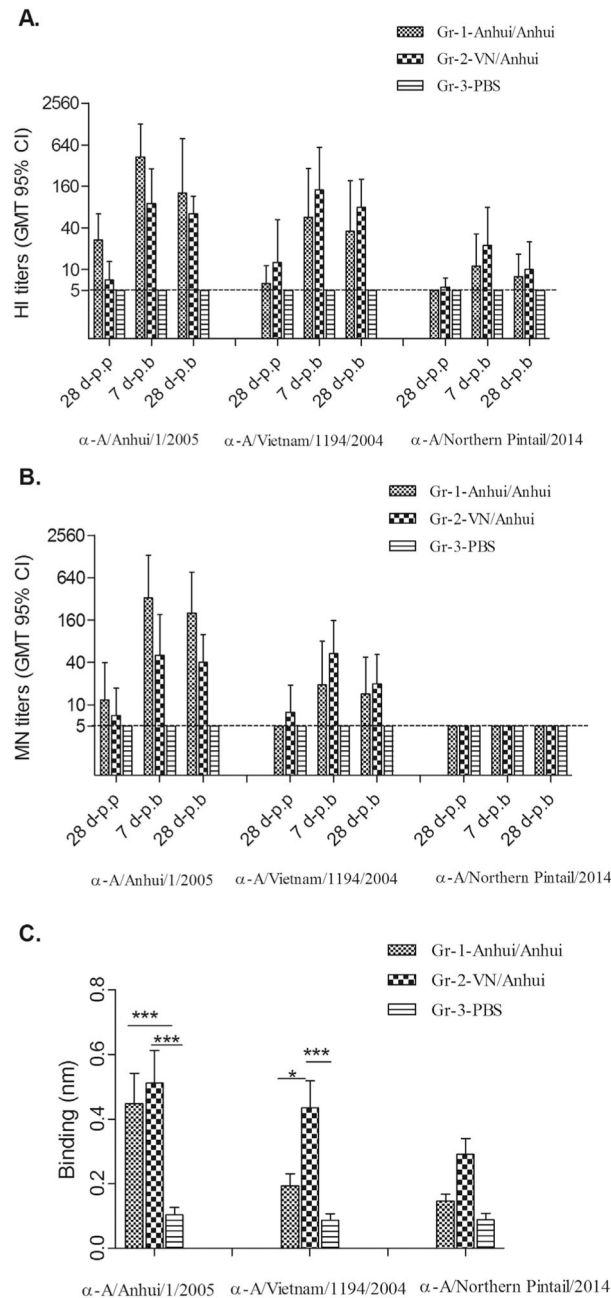 A.
Gr-1-Anhui/Anhui
Gr-2-VN/Anhui
Gr-3-PBS
HI titers (GMT 95% CI)
2560
640
160
40
10
5
28 d-p.p
7 d-p.b
28 d-p.b
28 d-p.p
7 d-p.b
28 d-p.b
28 d-p.p
7 d-p.b
28 d-p.b
α-A/Anhui/1/2005
α-A/Vietnam/1194/2004
α-A/Northern Pintail/2014
B.
Gr-1-Anhui/Anhui
Gr-2-VN/Anhui
Gr-3-PBS
MN titers (GMT 95% CI)
2560
640
160
40
10
5
28 d-p.p
7 d-p.b
28 d-p.b
28 d-p.p
7 d-p.b
28 d-p.b
28 d-p.p
7 d-p.b
28 d-p.b
α-A/Anhui/1/2005
α-A/Vietnam/1194/2004
α-A/Northern Pintail/2014
C.
Gr-1-Anhui/Anhui
Gr-2-VN/Anhui
Gr-3-PBS
Binding (nm)
0.8
0.6
0.4
0.2
0.0
***
***
*
***
α-A/Anhui/1/2005
α-A/Vietnam/1194/2004
α-A/Northern Pintail/2014